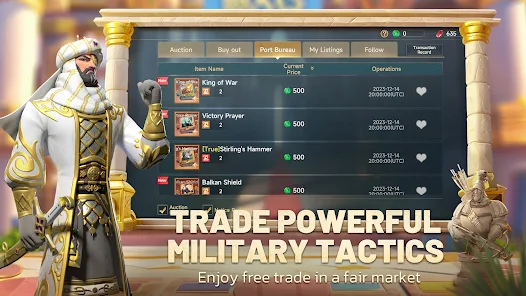 0
635
Auction
Buy out
Port Bureau
My Listings
Follow
Transaction Record
Item Name
Current Price
Operations
New
King of War
2
500
2023-12-14
20:00:00(UTC)
Victory Prayer
2
500
2023-12-14
20:00:00(UTC)
[True]Stirling's Hammer
2
500
2023-12-14
20:00:00(UTC)
New
Balkan Shield
2
500
2023-12-14
20:00:00(UTC)
Auction
TRADE POWERFUL
MILITARY TACTICS
Enjoy free trade in a fair market